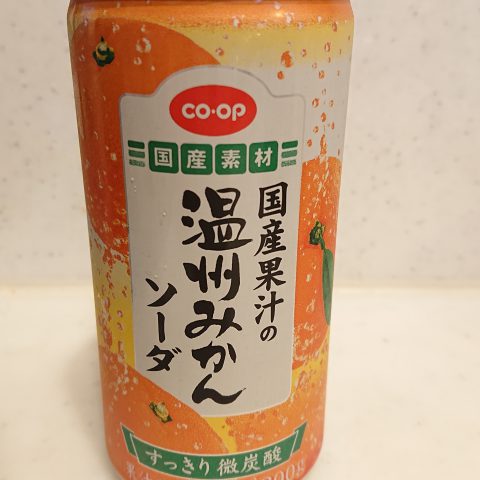 co·op
国産素材
国産果汁の
温州みかん
ソーダ
すっきり微炭酸